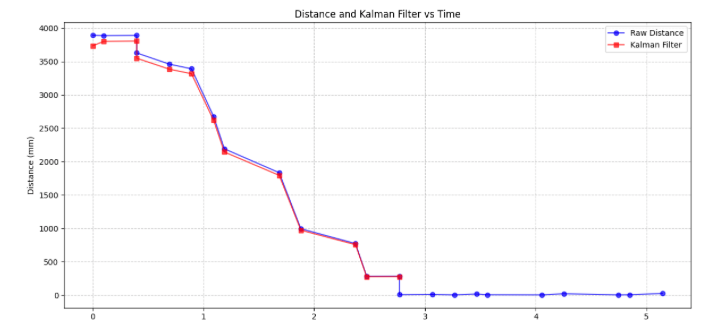 Distance and Kalman Filter vs Time
Raw Distance
Kalman Filter
Distance (mm)
4000
3500
3000
2500
2000
1500
1000
500
0
0 1 2 3 4 5